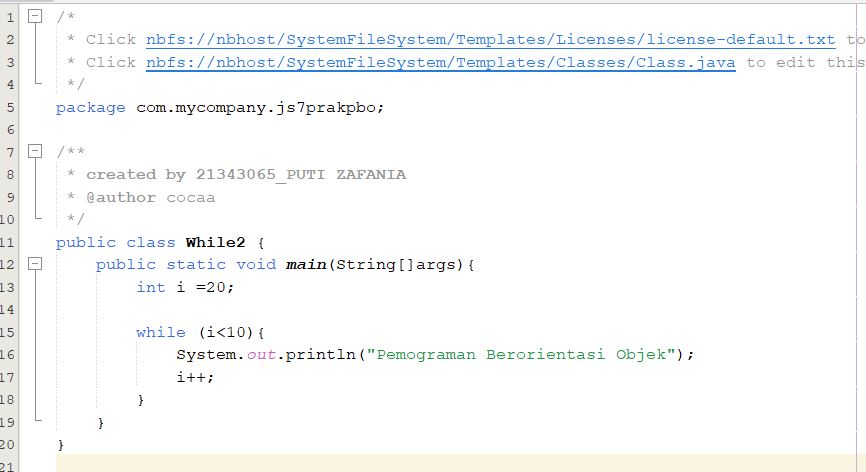 1 /*
2  * Click nbfs://nbhost/SystemFileSystem/Templates/Licenses/license-default.txt to
3  * Click nbfs://nbhost/SystemFileSystem/Templates/Classes/Class.java to edit this
4  */
5 package com.mycompany.js7prakpbo;
6
7 /**
8  * created by 21343065_PUTI ZAFANIA
9  * @author cocaa
10  */
11 public class While2 {
12     public static void main(String[]args){
13         int i =20;
14
15         while (i<10){
16             System.out.println("Pemograman Berorientasi Objek");
17             i++;
18         }
19     }
20 }
21